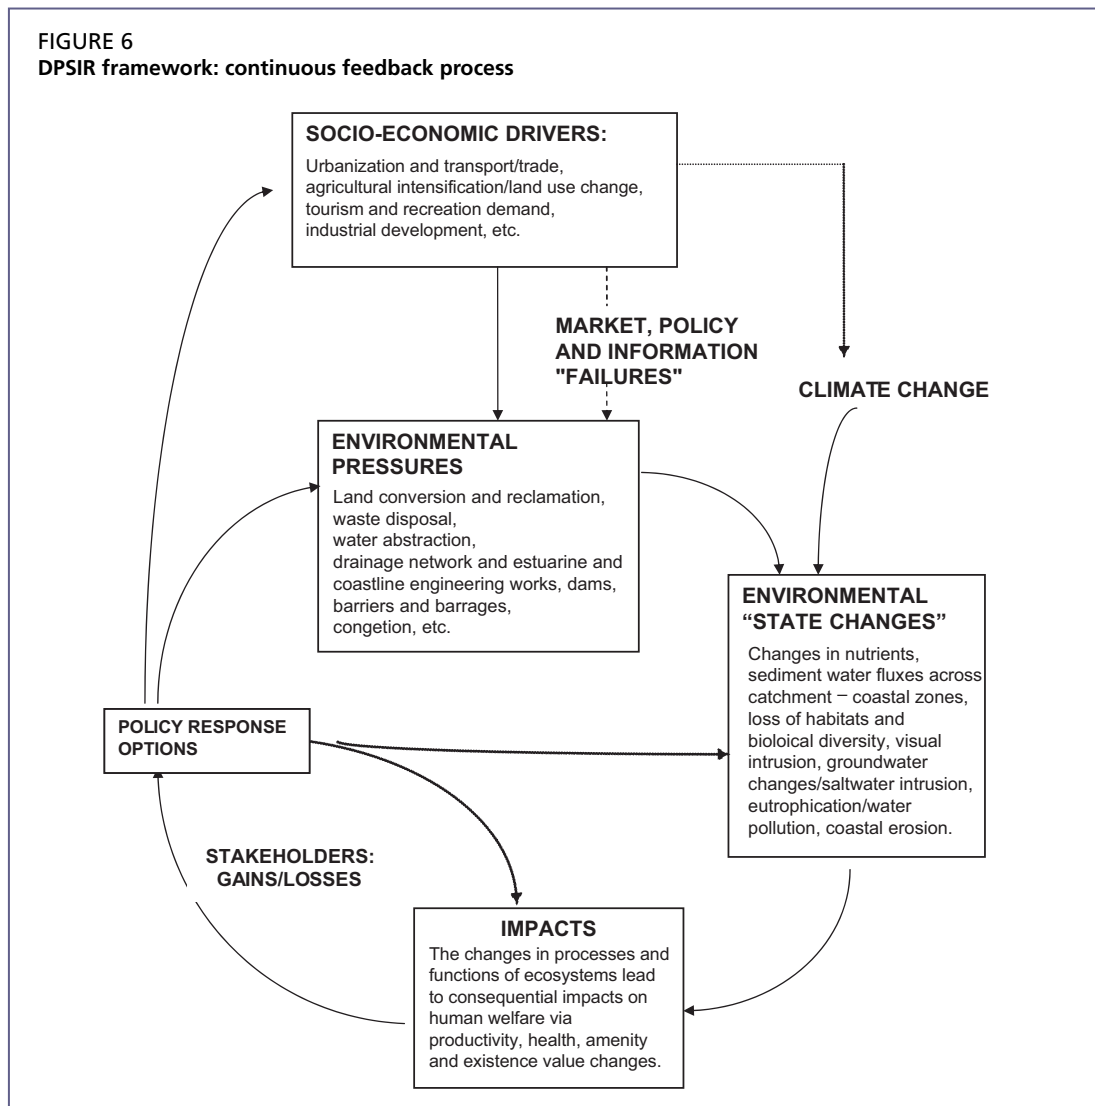 FIGURE 6
DPSIR framework: continuous feedback process
SOCIO-ECONOMIC DRIVERS:
Urbanization and transport/trade,
agricultural intensification/land use change,
tourism and recreation demand,
industrial development, etc.
MARKET, POLICY
AND INFORMATION
"FAILURES"
CLIMATE CHANGE
ENVIRONMENTAL
PRESSURES
Land conversion and reclamation,
waste disposal,
water abstraction,
drainage network and estuarine and
coastline engineering works, dams,
barriers and barrages,
congetion, etc.
ENVIRONMENTAL
“STATE CHANGES”
Changes in nutrients,
sediment water fluxes across
catchment – coastal zones,
loss of habitats and
bioloical diversity, visual
intrusion, groundwater
changes/saltwater intrusion,
eutrophication/water
pollution, coastal erosion.
POLICY RESPONSE
OPTIONS
STAKEHOLDERS:
GAINS/LOSSES
IMPACTS
The changes in processes and
functions of ecosystems lead
to consequential impacts on
human welfare via
productivity, health, amenity
and existence value changes.